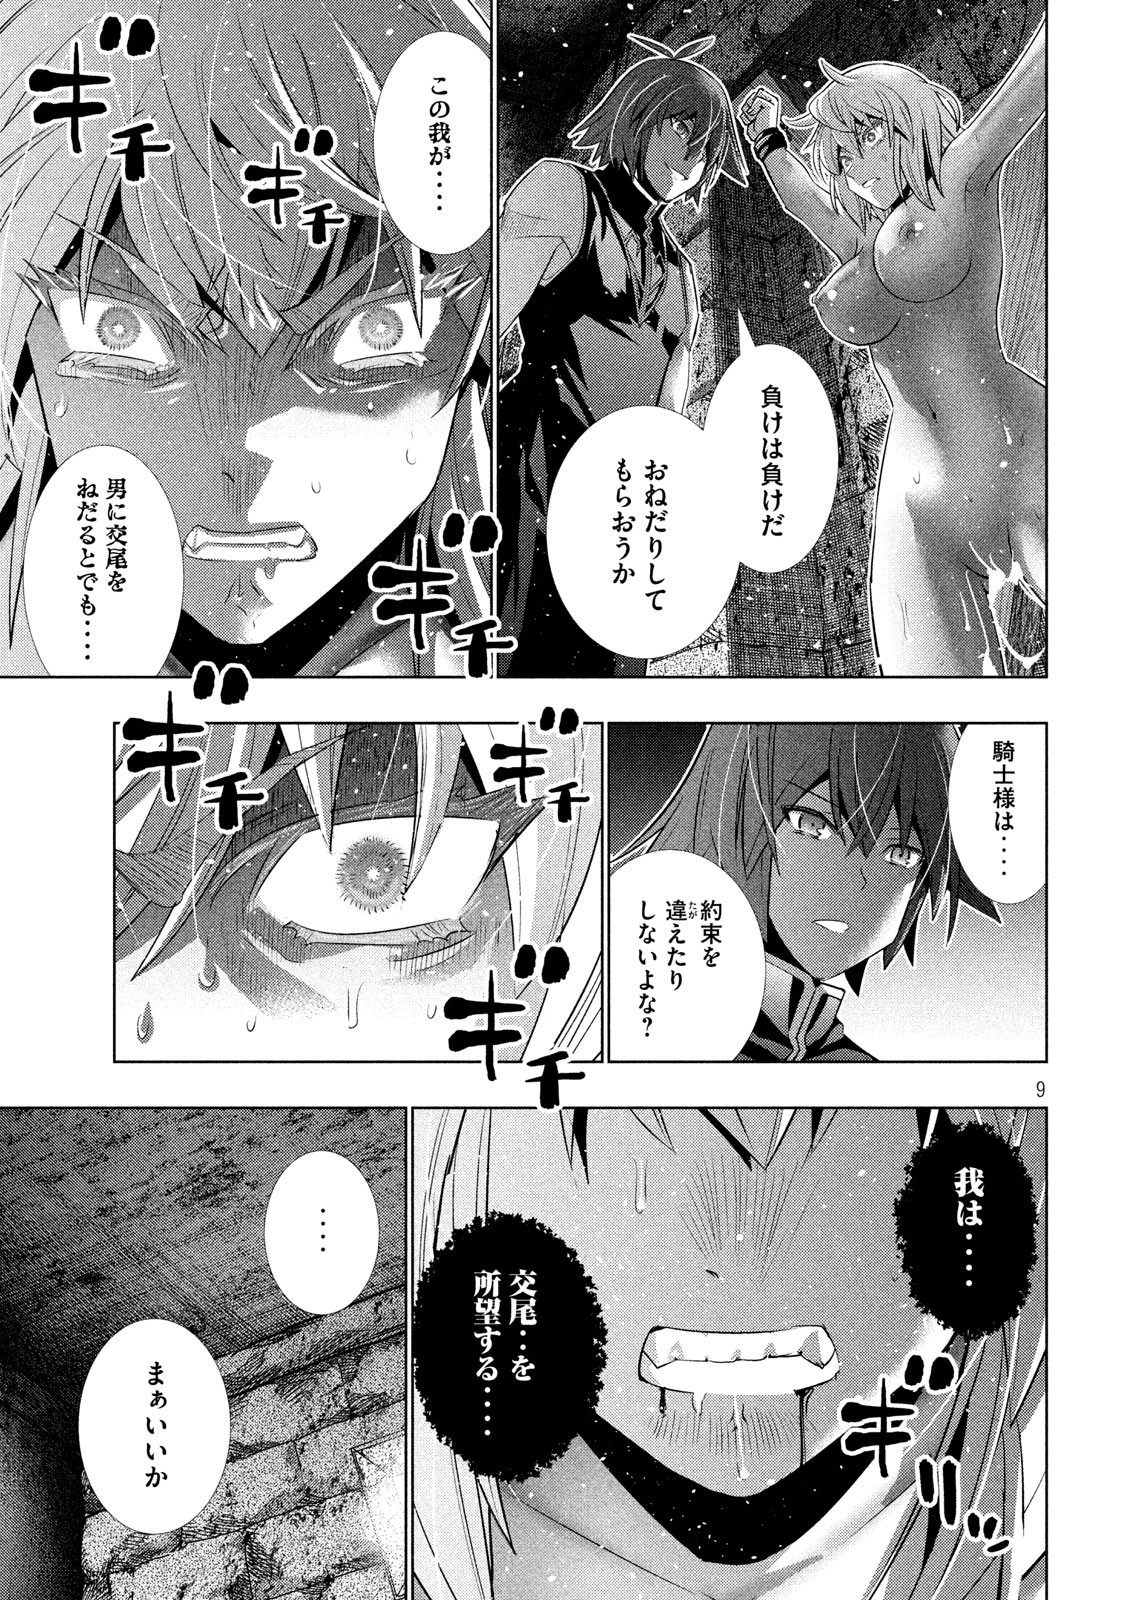 負けは負けだ
おねだりして
もらおうか
この我が‥‥
男に交尾を
ねだるとでも‥‥
ギチ
ギチ
ギチ
騎士様は‥‥
約束を
違えたり
たが
しないよな?
ギチ
ギチ
ギチ
9
我は‥‥
交尾‥を
所望する‥‥
ギリッ
‥‥
まぁいいか